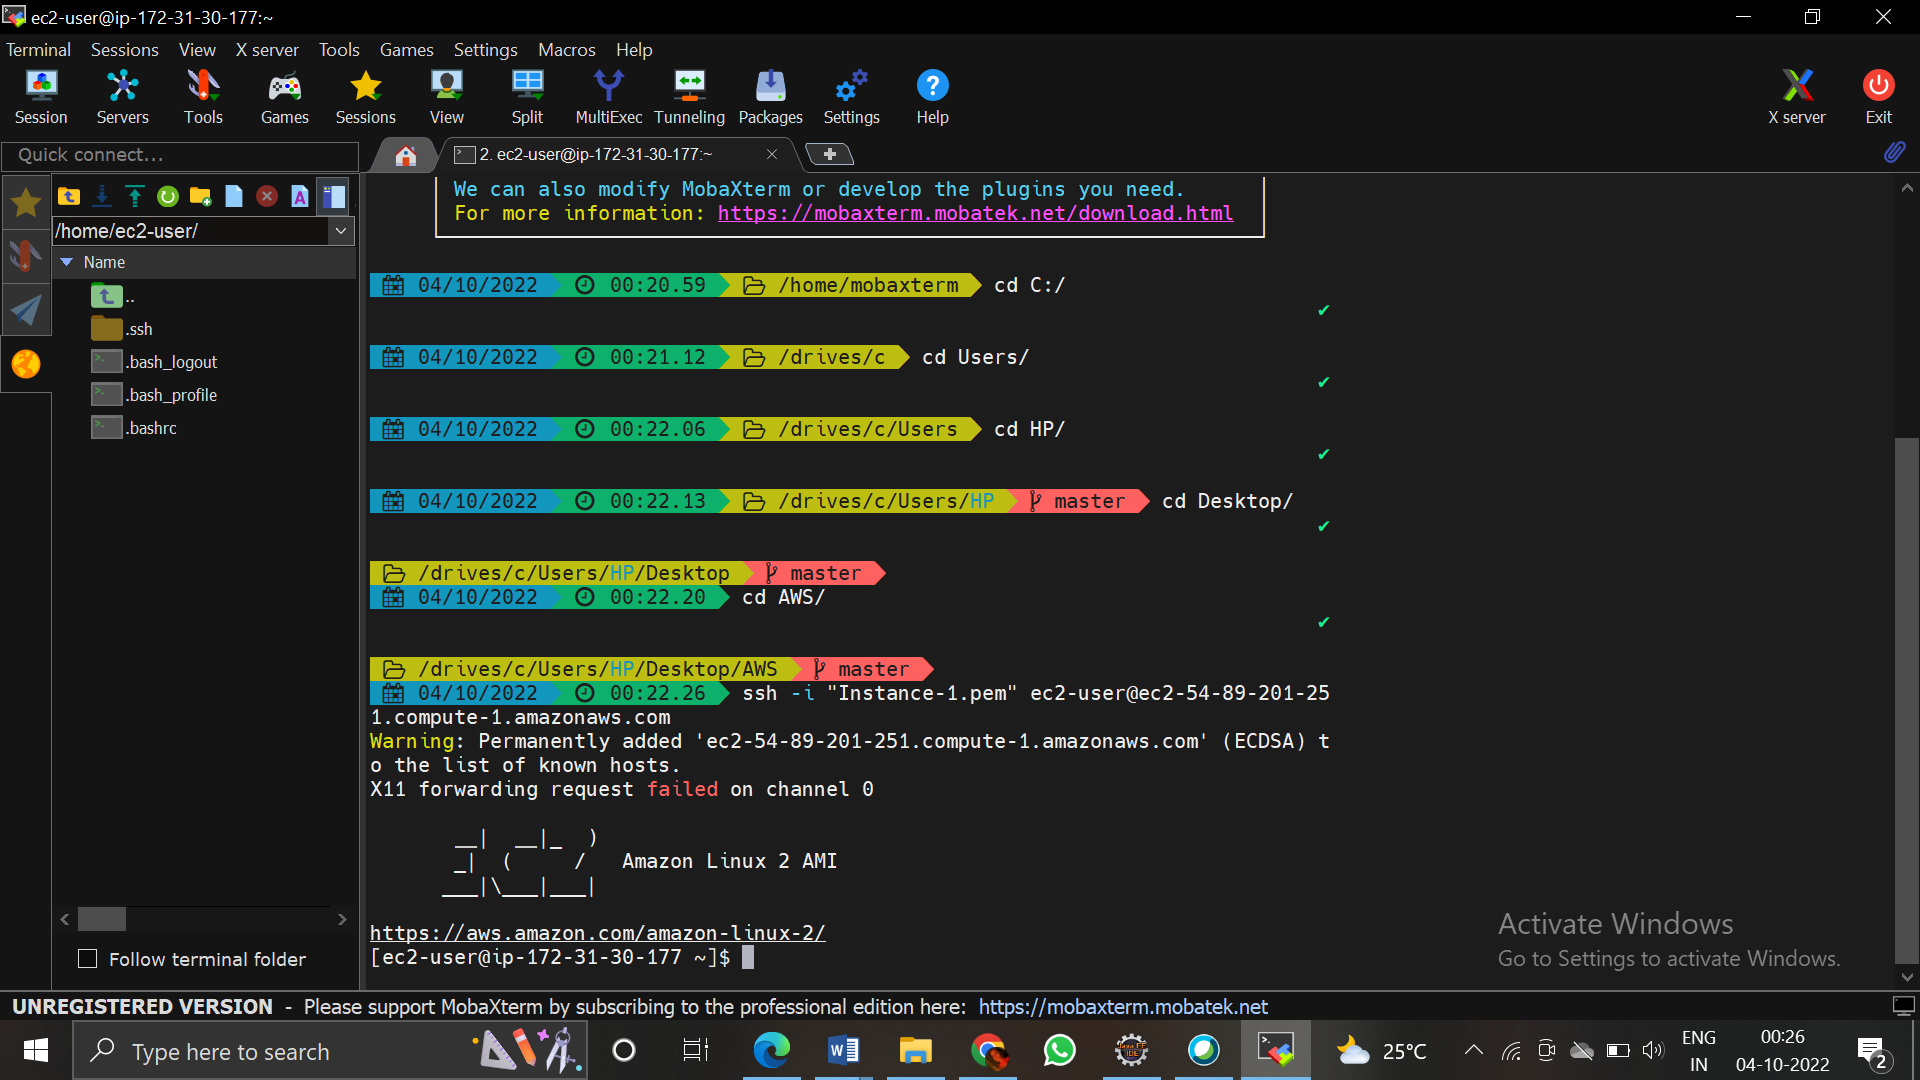 ec2-user@ip-172-31-30-177:~
Terminal Sessions View X server Tools Games Settings Macros Help
Session Servers Tools Games Sessions View Split MultiExec Tunneling Packages Settings Help X server Exit
Quick connect...
2. ec2-user@ip-172-31-30-177:~
/home/ec2-user/
Name
..
.ssh
.bash_logout
.bash_profile
.bashrc
Follow terminal folder
We can also modify MobaXterm or develop the plugins you need.
For more information: https://mobaxterm.mobatek.net/download.html
04/10/2022 00:20.59 /home/mobaxterm cd C:/
✔
04/10/2022 00:21.12 /drives/c cd Users/
✔
04/10/2022 00:22.06 /drives/c/Users cd HP/
✔
04/10/2022 00:22.13 /drives/c/Users/HP master cd Desktop/
✔
/drives/c/Users/HP/Desktop master
04/10/2022 00:22.20 cd AWS/
✔
/drives/c/Users/HP/Desktop/AWS master
04/10/2022 00:22.26 ssh -i "Instance-1.pem" ec2-user@ec2-54-89-201-25
1.compute-1.amazonaws.com
Warning: Permanently added 'ec2-54-89-201-251.compute-1.amazonaws.com' (ECDSA) t
o the list of known hosts.
X11 forwarding request failed on channel 0
__|  __|_  )
_|  (     /   Amazon Linux 2 AMI
___|\___|___|
https://aws.amazon.com/amazon-linux-2/
[ec2-user@ip-172-31-30-177 ~]$
Activate Windows
Go to Settings to activate Windows.
UNREGISTERED VERSION - Please support MobaXterm by subscribing to the professional edition here: https://mobaxterm.mobatek.net
Type here to search
25°C
ENG
IN
00:26
04-10-2022
2